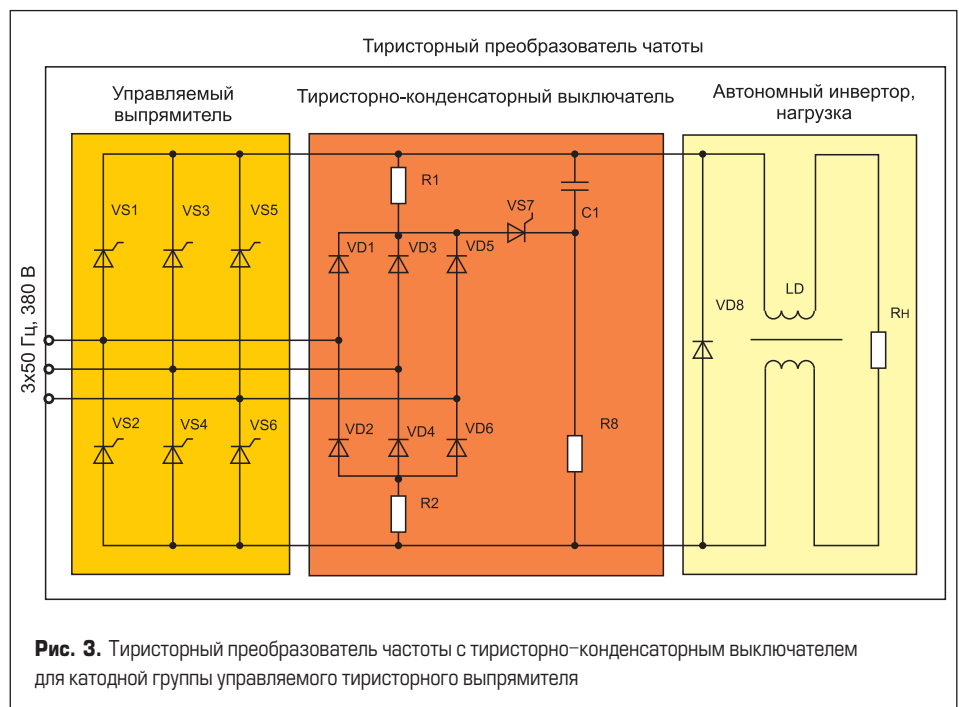 Тиристорный преобразователь чатоты
Управляемый
выпрямитель
Тиристорно-конденсаторный выключатель
Автономный инвертор,
нагрузка
VS1
VS3
VS5
R1
VS7
C1
VD1
VD3
VD5
LD
VD8
Rн
3x50 Гц, 380 В
VS2
VS4
VS6
VD2
VD4
VD6
R8
R2
Рис. 3. Тиристорный преобразователь частоты с тиристорно-конденсаторным выключателем
для катодной группы управляемого тиристорного выпрямителя